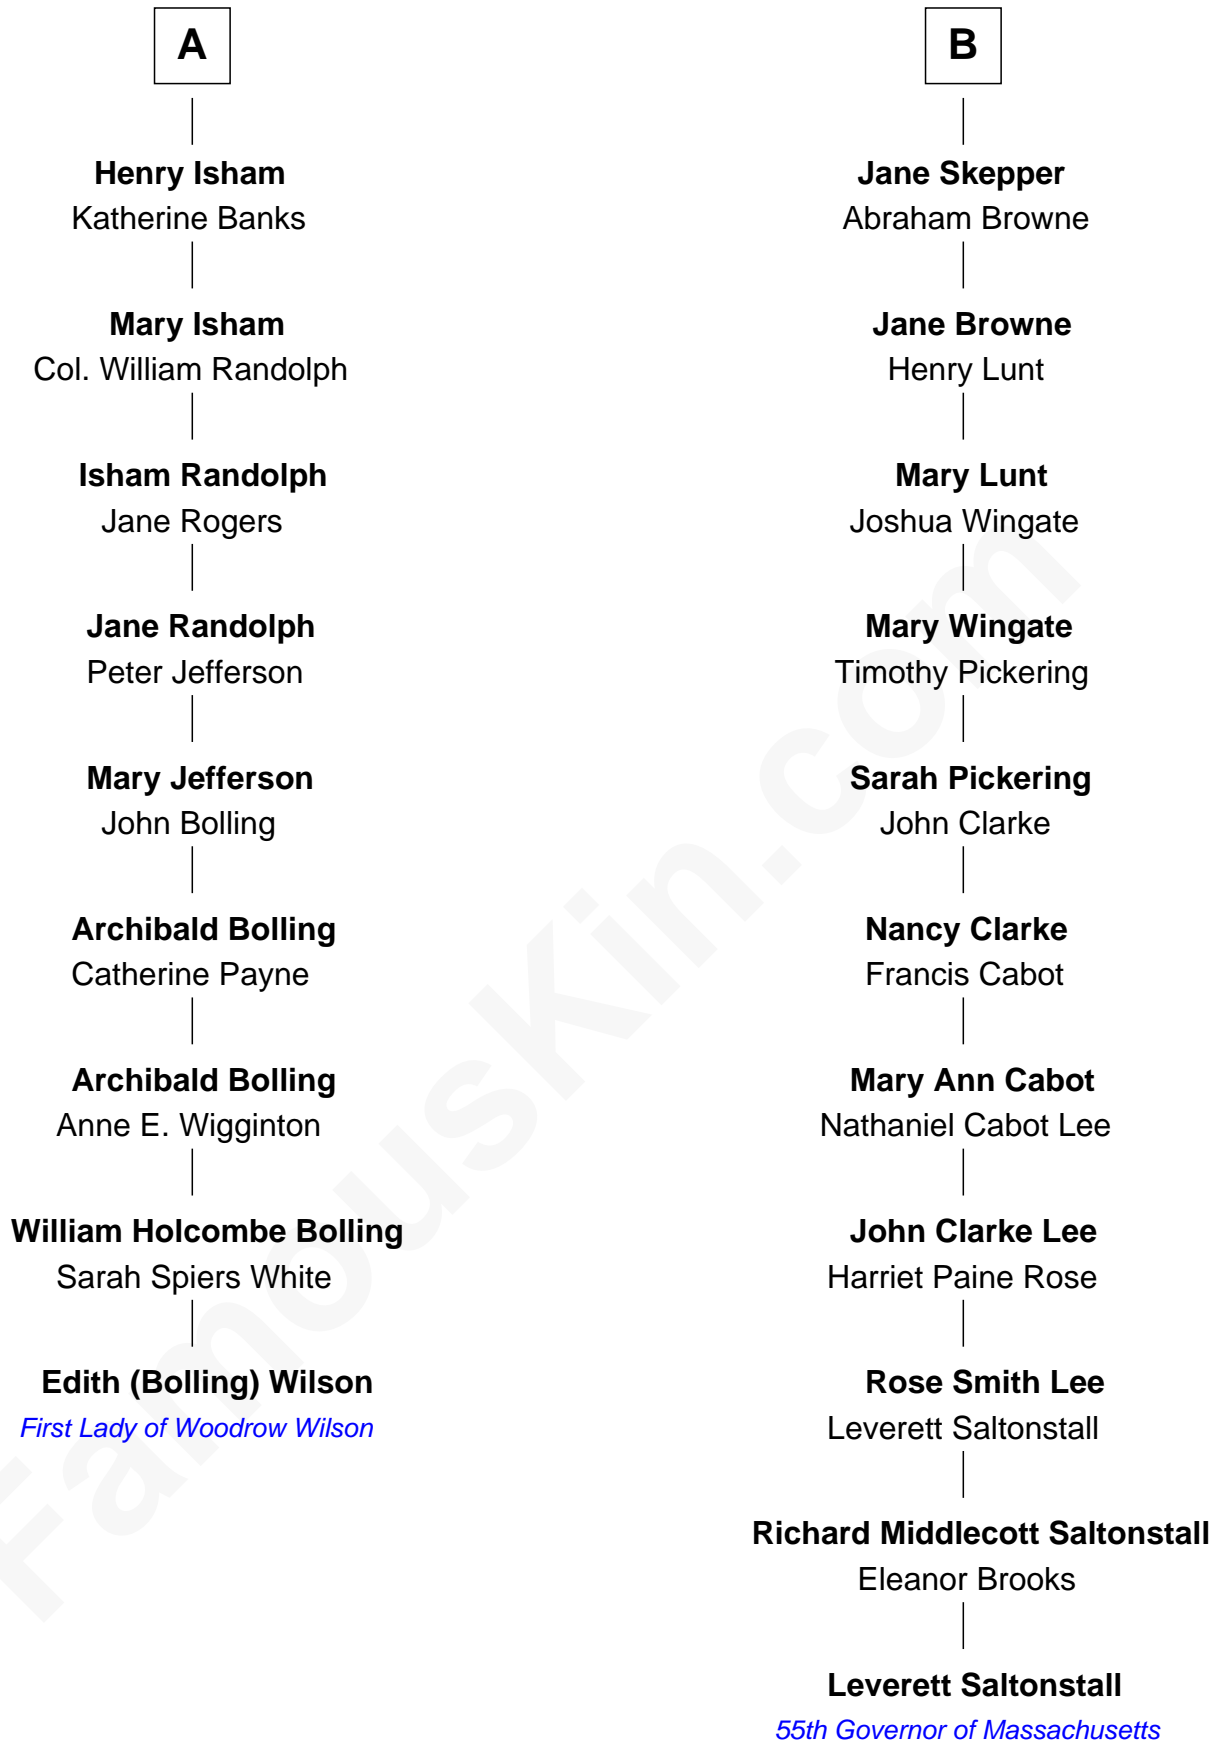 A
Henry Isham
Katherine Banks
Mary Isham
Col. William Randolph
Isham Randolph
Jane Rogers
Jane Randolph
Peter Jefferson
Mary Jefferson
John Bolling
Archibald Bolling
Catherine Payne
Archibald Bolling
Anne E. Wigginton
William Holcombe Bolling
Sarah Spiers White
Edith (Bolling) Wilson
First Lady of Woodrow Wilson
B
Jane Skepper
Abraham Browne
Jane Browne
Henry Lunt
Mary Lunt
Joshua Wingate
Mary Wingate
Timothy Pickering
Sarah Pickering
John Clarke
Nancy Clarke
Francis Cabot
Mary Ann Cabot
Nathaniel Cabot Lee
John Clarke Lee
Harriet Paine Rose
Rose Smith Lee
Leverett Saltonstall
Richard Middlecott Saltonstall
Eleanor Brooks
Leverett Saltonstall
55th Governor of Massachusetts
FamousKin.com